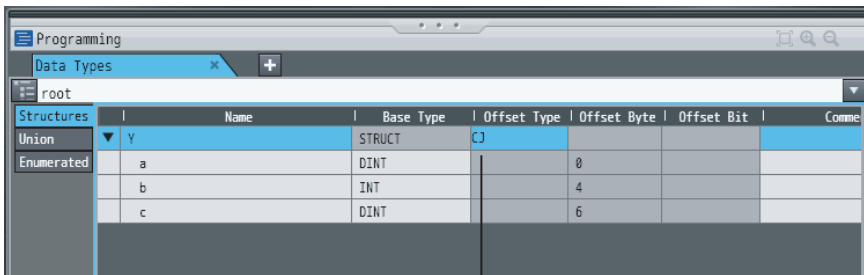 Programming
Data Types × +
root
Structures Name Base Type Offset Type Offset Byte Offset Bit Comme
Union Y STRUCT CJ
Enumerated a DINT 0
b INT 4
c DINT 6